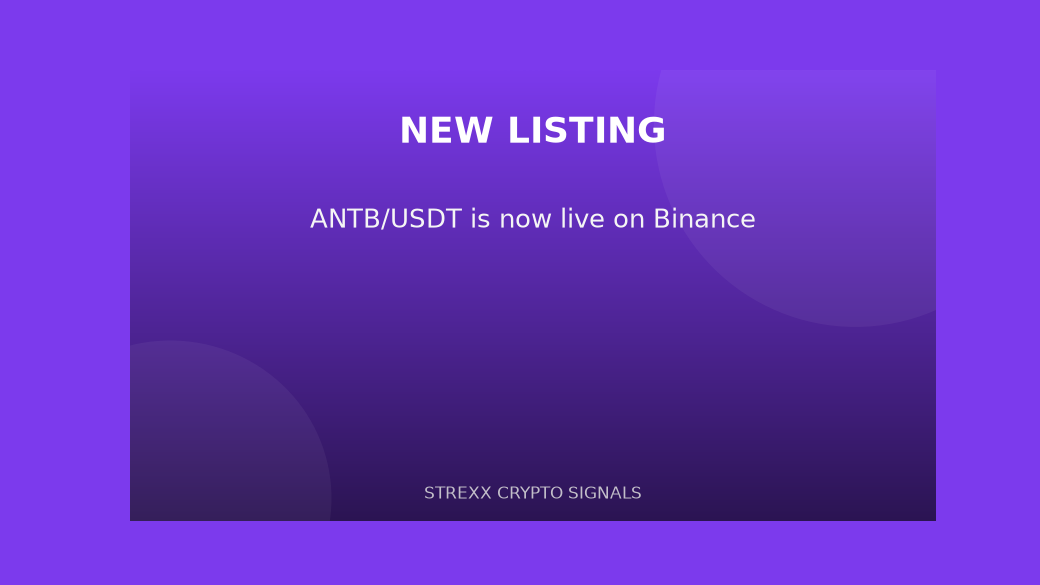 NEW LISTING
ANTB/USDT is now live on Binance
STREXX CRYPTO SIGNALS